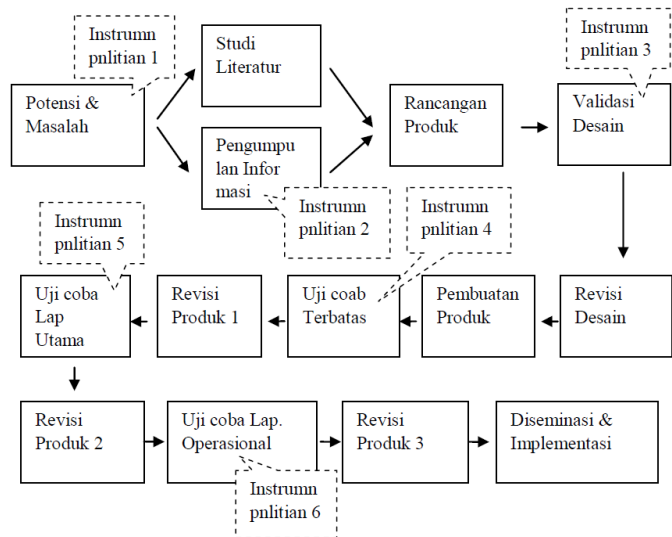 Instrumn
pnlitian 1
Studi
Literatur
Instrumn
pnlitian 3
Potensi &
Masalah
Rancangan
Produk
Validasi
Desain
Pengumpu
lan Infor
masi
Instrumn
pnlitian 2
Instrumn
pnlitian 4
Instrumn
pnlitian 5
Uji coba
Lap
Utama
Revisi
Produk 1
Uji coab
Terbatas
Pembuatan
Produk
Revisi
Desain
Revisi
Produk 2
Uji coba Lap.
Operasional
Revisi
Produk 3
Diseminasi &
Implementasi
Instrumn
pnlitian 6